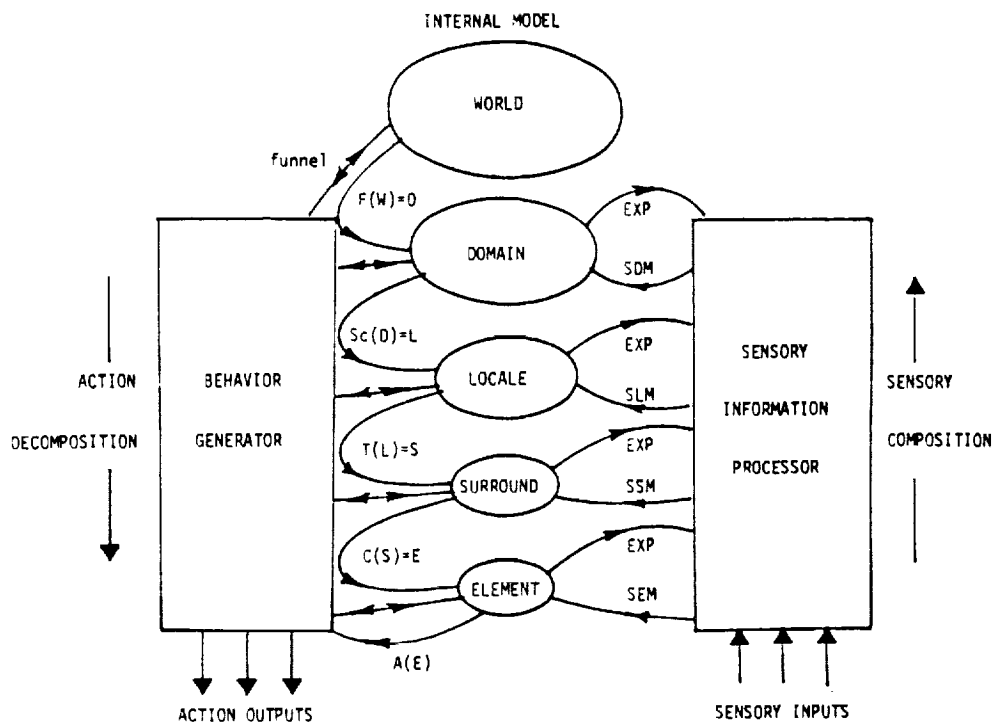 INTERNAL MODEL
WORLD
funnel
F(W)=D
EXP
DOMAIN
SDM
Sc(D)=L
EXP
ACTION
BEHAVIOR
LOCALE
SENSORY
SENSORY
SLM
INFORMATION
DECOMPOSITION
GENERATOR
T(L)=S
EXP
COMPOSITION
PROCESSOR
SURROUND
SSM
C(S)=E
EXP
ELEMENT
SEM
A(E)
ACTION OUTPUTS
SENSORY INPUTS